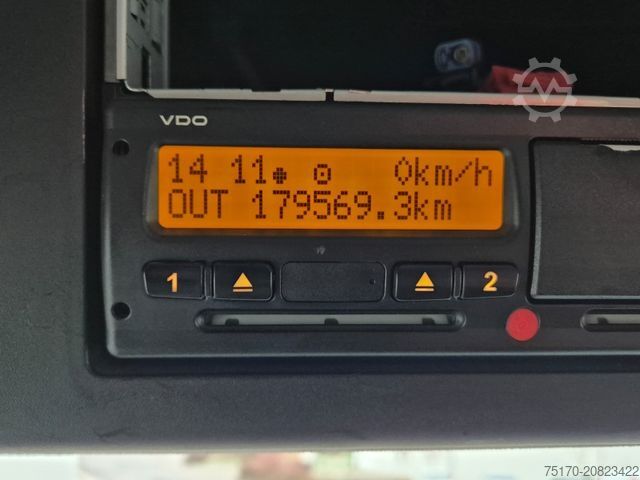 VDO
14 11 0km/h
OUT 179569.3km
1 2
75170-20823422